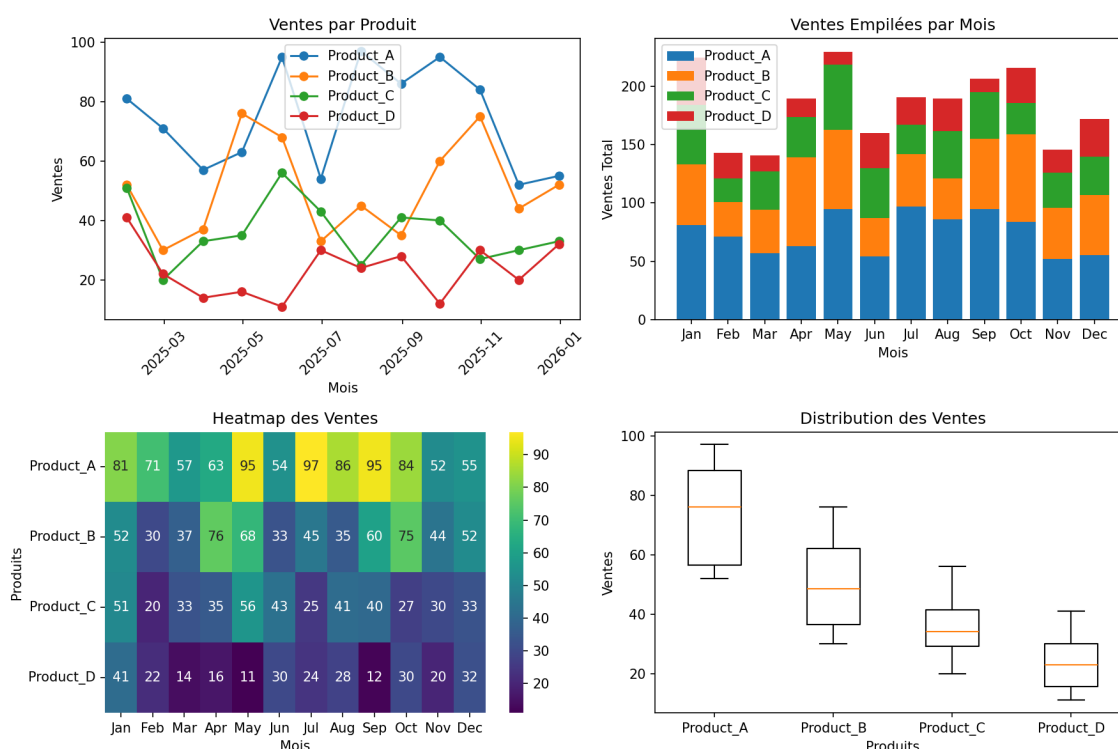 Ventes par Produit
Ventes
100
80
60
40
20
Product_A
Product_B
Product_C
Product_D
2025-03
2025-05
2025-07
2025-09
2025-11
2026-01
Mois
Ventes Empilées par Mois
Ventes Total
200
150
100
50
0
Product_A
Product_B
Product_C
Product_D
Jan Feb Mar Apr May Jun Jul Aug Sep Oct Nov Dec
Mois
Heatmap des Ventes
Produits
Product_A 81 71 57 63 95 54 97 86 95 84 52 55
Product_B 52 30 37 76 68 33 45 35 60 75 44 52
Product_C 51 20 33 35 56 43 25 41 40 27 30 33
Product_D 41 22 14 16 11 30 24 28 12 30 20 32
Jan Feb Mar Apr May Jun Jul Aug Sep Oct Nov Dec
Mois
90
80
70
60
50
40
30
20
Distribution des Ventes
Ventes
100
80
60
40
20
Product_A Product_B Product_C Product_D
Produits